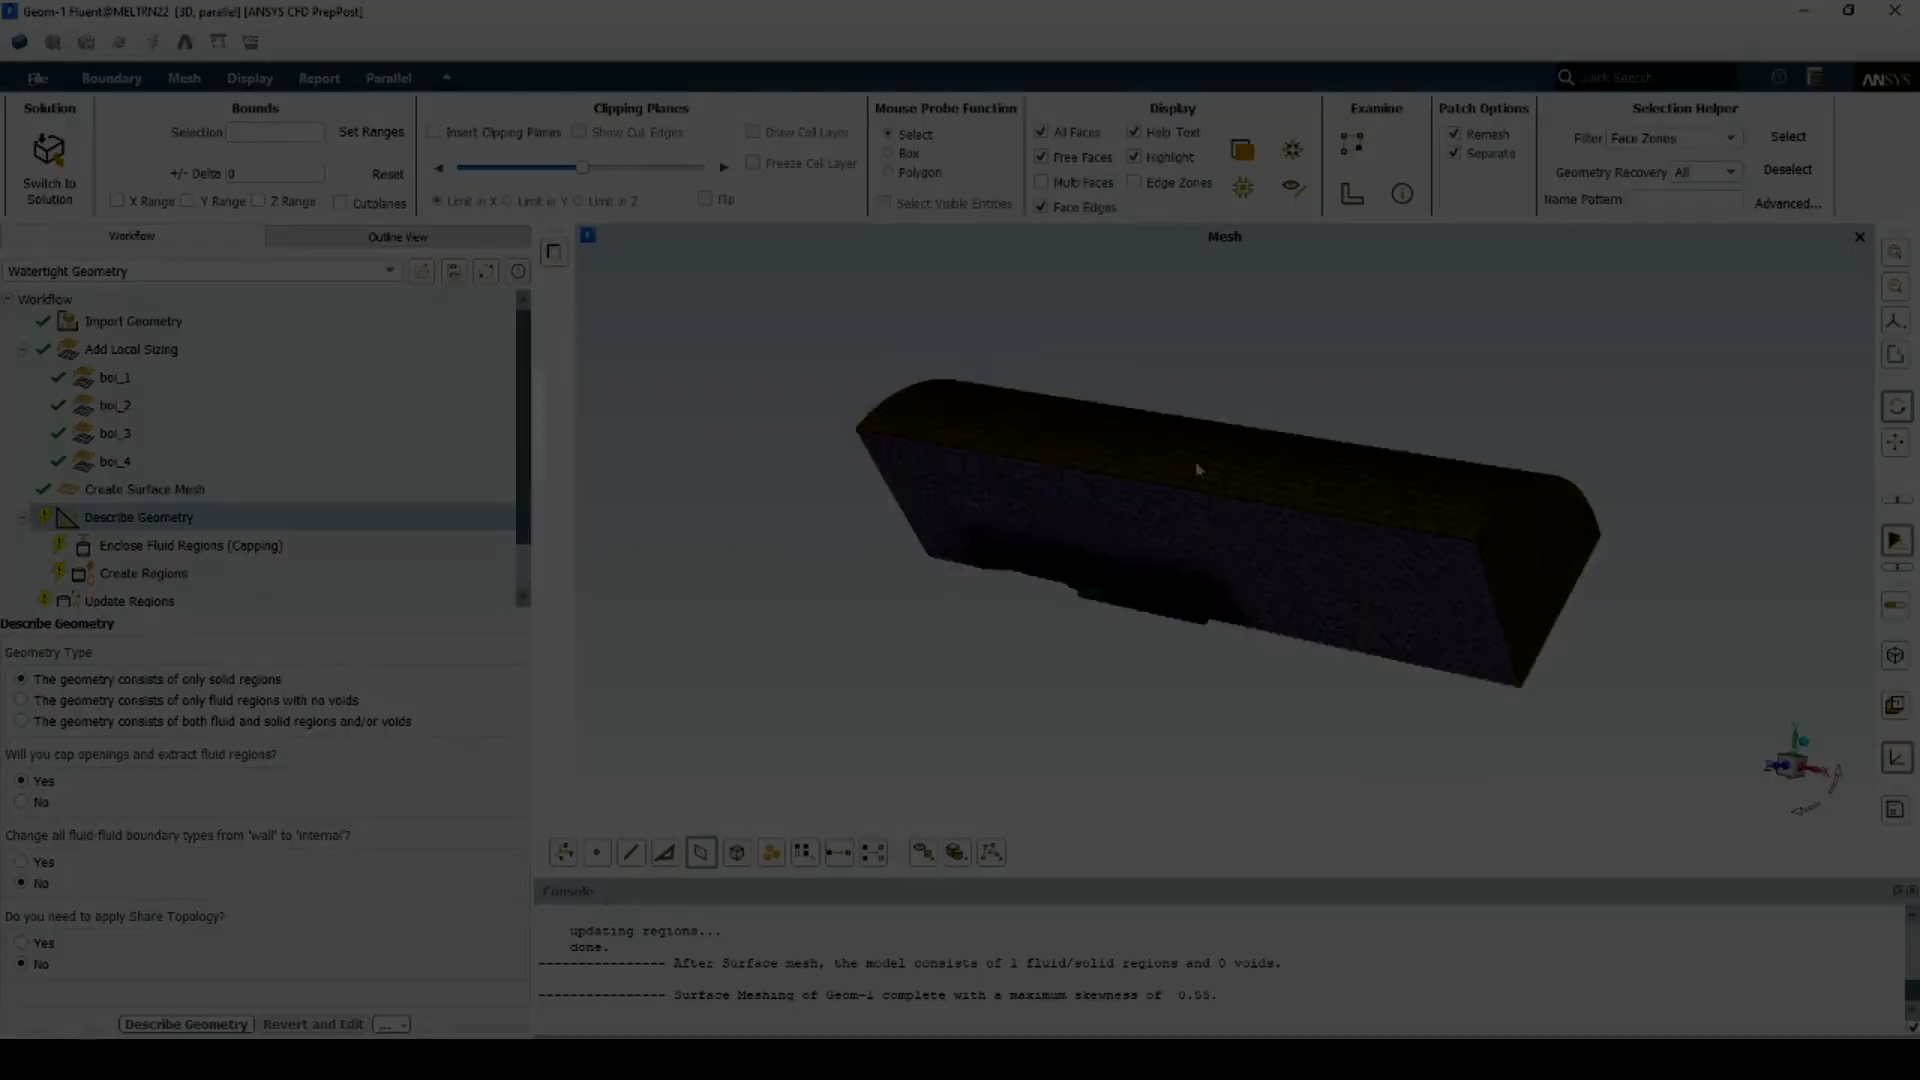 Geom-1 Fluent@MELTRN22 [3D, parallel] [ANSYS CFD PrepPost]
File Boundary Mesh Display Report Parallel
Quick Search
ANSYS
Solution
Switch to
Solution
Bounds
Selection
Set Ranges
+/- Delta 0
Reset
X Range Y Range Z Range Cutplanes
Clipping Planes
Insert Clipping Planes Show Cut Edges
Draw Cell Layer
Freeze Cell Layer
Limit in X Limit in Y Limit in Z
Flip
Mouse Probe Function
Select
Box
Polygon
Select Visible Entities
Display
All Faces Help Text
Free Faces Highlight
Multi Faces Edge Zones
Face Edges
Examine
Patch Options
Remesh
Separate
Selection Helper
Filter Face Zones
Select
Geometry Recovery All
Deselect
Name Pattern
Advanced...
Workflow Outline View
Watertight Geometry
Workflow
Import Geometry
Add Local Sizing
boi_1
boi_2
boi_3
boi_4
Create Surface Mesh
Describe Geometry
Enclose Fluid Regions (Capping)
Create Regions
Update Regions
Describe Geometry
Geometry Type
The geometry consists of only solid regions
The geometry consists of only fluid regions with no voids
The geometry consists of both fluid and solid regions and/or voids
Will you cap openings and extract fluid regions?
Yes
No
Change all fluid-fluid boundary types from 'wall' to 'internal'?
Yes
No
Do you need to apply Share Topology?
Yes
No
Describe Geometry Revert and Edit ...
Mesh
Console
updating regions...
done.
---------------- After Surface mesh, the model consists of 1 fluid/solid regions and 0 voids.
---------------- Surface Meshing of Geom-1 complete with a maximum skewness of 0.55.